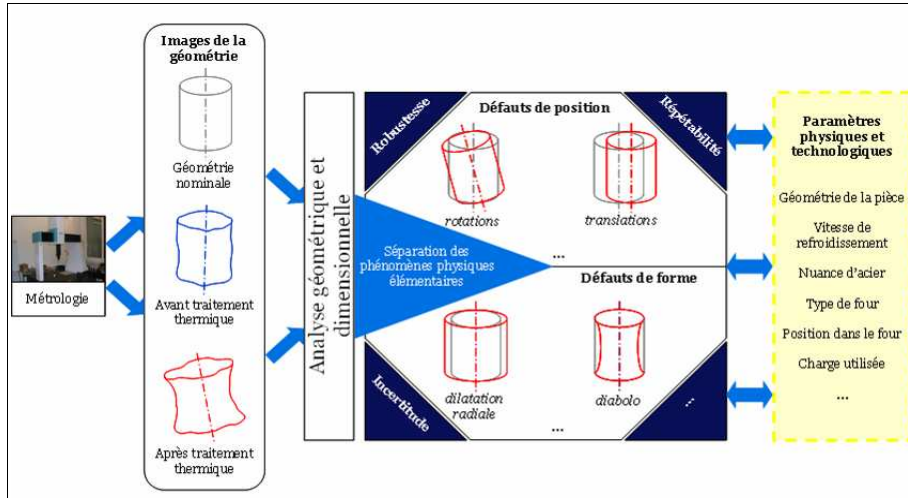 Métrologie
Images de la
géométrie
Géométrie
nominale
Avant traitement
thermique
Après traitement
thermique
Analyse géométrique et
dimensionnelle
Séparation des
phénomènes physiques
élémentaires
Robustesse
Défauts de position
Répétabilité
rotations
translations
...
Défauts de forme
dilatation
radiale
diabolo
...
Incertitude
...
Paramètres
physiques et
technologiques
Géométrie de la pièce
Vitesse de
refroidissement
Nuance d'acier
Type de four
Position dans le four
Charge utilisée
...